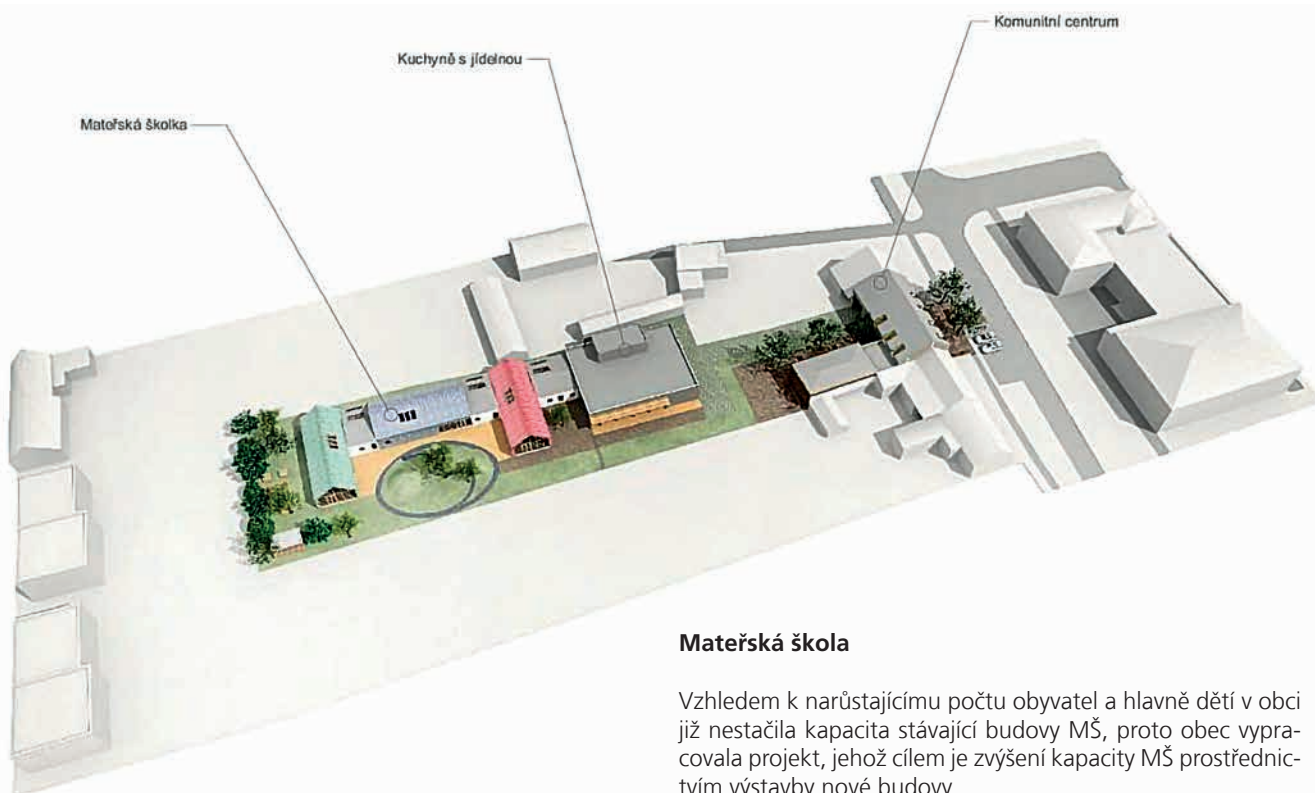 Komunitní centrum
Kuchyně s jídelnou
Mateřská školka
Mateřská škola
Vzhledem k narůstajícímu počtu obyvatel a hlavně dětí v obci
již nestačila kapacita stávající budovy MŠ, proto obec vypra-
covala projekt, jehož cílem je zvýšení kapacity MŠ prostřednic-
tvím výstavby nové budovy